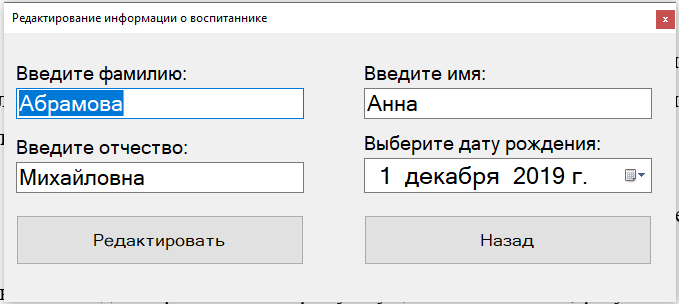 Редактирование информации о воспитаннике
Введите фамилию:
Абрамова
Введите имя:
Анна
Введите отчество:
Михайловна
Выберите дату рождения:
1 декабря 2019 г.
Редактировать
Назад